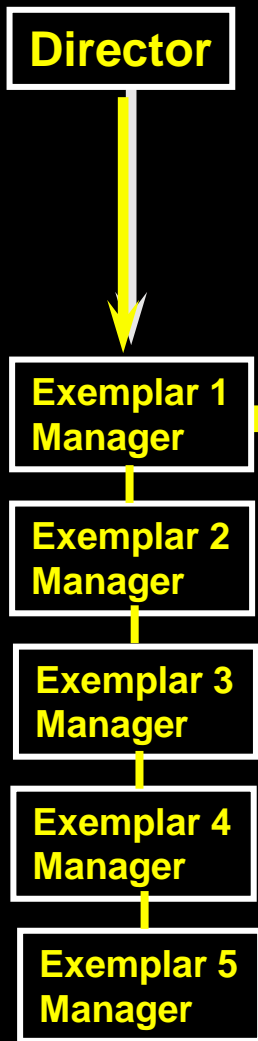 Director
Exemplar 1
Manager
Exemplar 2
Manager
Exemplar 3
Manager
Exemplar 4
Manager
Exemplar 5
Manager